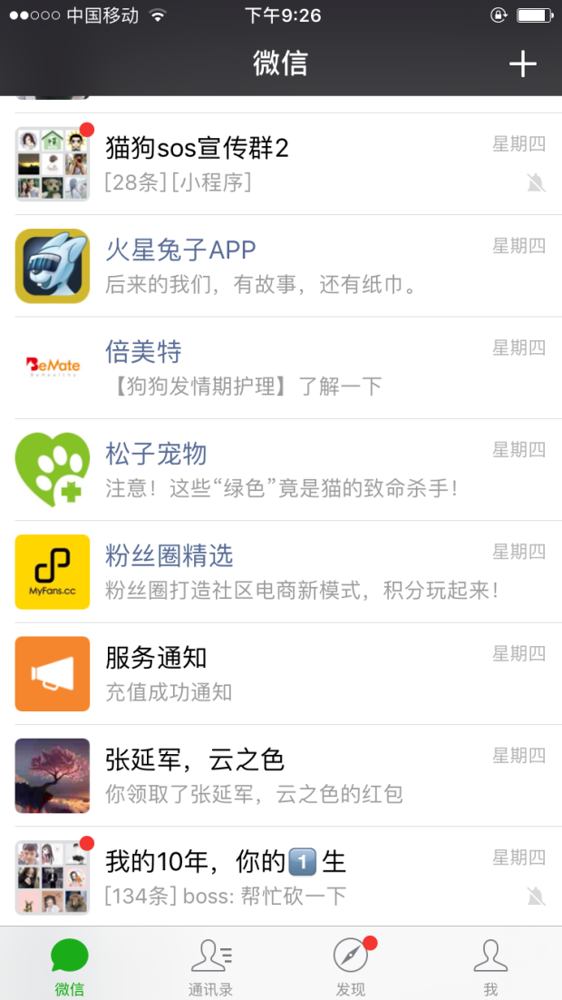 中国移动 下午9:26
微信
猫狗sos宣传群2 星期四
[28条][小程序]
火星兔子APP 星期四
后来的我们，有故事，还有纸巾。
BeMate
BeHealthy
倍美特 星期四
【狗狗发情期护理】了解一下
松子宠物 星期四
注意！这些“绿色”竟是猫的致命杀手！
MyFans.cc
粉丝圈精选 星期四
粉丝圈打造社区电商新模式，积分玩起来！
服务通知 星期四
充值成功通知
张延军，云之色 星期四
你领取了张延军，云之色的红包
我的10年，你的1️⃣生 星期四
[134条] boss: 帮忙砍一下
微信 通讯录 发现 我